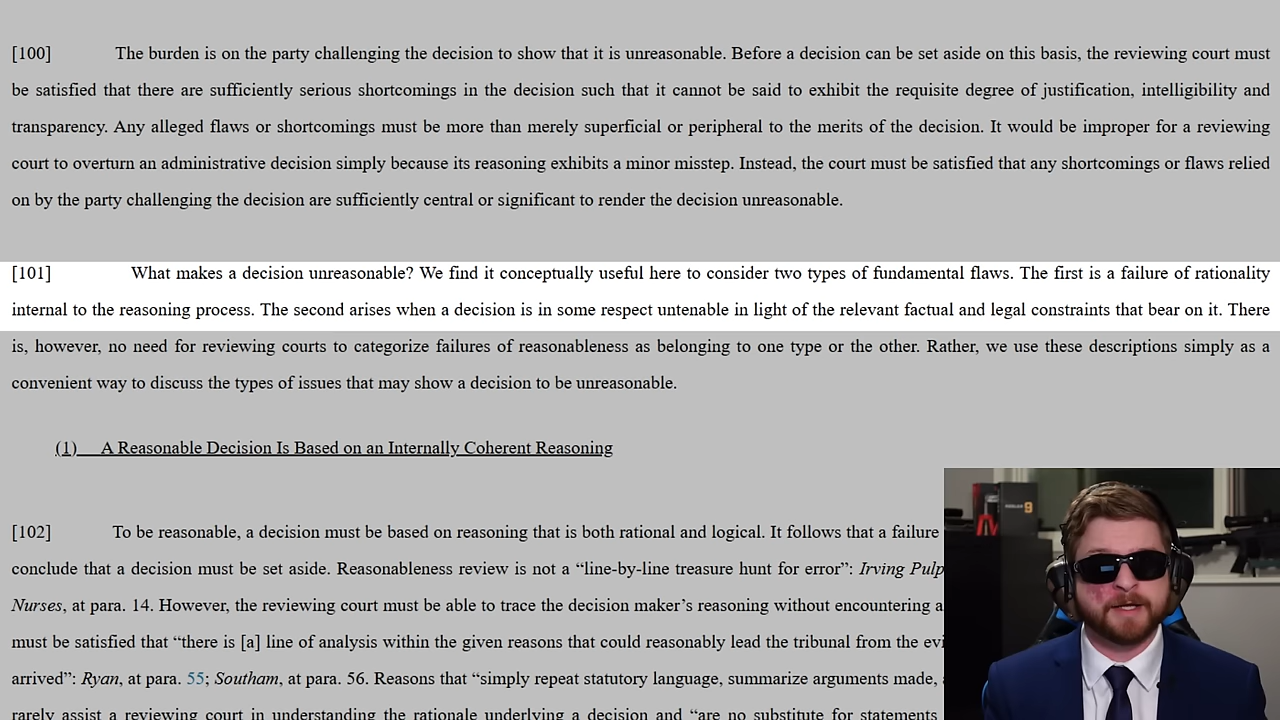 [100] The burden is on the party challenging the decision to show that it is unreasonable. Before a decision can be set aside on this basis, the reviewing court must
be satisfied that there are sufficiently serious shortcomings in the decision such that it cannot be said to exhibit the requisite degree of justification, intelligibility and
transparency. Any alleged flaws or shortcomings must be more than merely superficial or peripheral to the merits of the decision. It would be improper for a reviewing
court to overturn an administrative decision simply because its reasoning exhibits a minor misstep. Instead, the court must be satisfied that any shortcomings or flaws relied
on by the party challenging the decision are sufficiently central or significant to render the decision unreasonable.
[101] What makes a decision unreasonable? We find it conceptually useful here to consider two types of fundamental flaws. The first is a failure of rationality
internal to the reasoning process. The second arises when a decision is in some respect untenable in light of the relevant factual and legal constraints that bear on it. There
is, however, no need for reviewing courts to categorize failures of reasonableness as belonging to one type or the other. Rather, we use these descriptions simply as a
convenient way to discuss the types of issues that may show a decision to be unreasonable.
(1) A Reasonable Decision Is Based on an Internally Coherent Reasoning
[102] To be reasonable, a decision must be based on reasoning that is both rational and logical. It follows that a failure
conclude that a decision must be set aside. Reasonableness review is not a “line-by-line treasure hunt for error”: Irving Pulp
Nurses, at para. 14. However, the reviewing court must be able to trace the decision maker’s reasoning without encountering a
must be satisfied that “there is [a] line of analysis within the given reasons that could reasonably lead the tribunal from the evi
arrived”: Ryan, at para. 55; Southam, at para. 56. Reasons that “simply repeat statutory language, summarize arguments made,
rarely assist a reviewing court in understanding the rationale underlying a decision and “are no substitute for statements